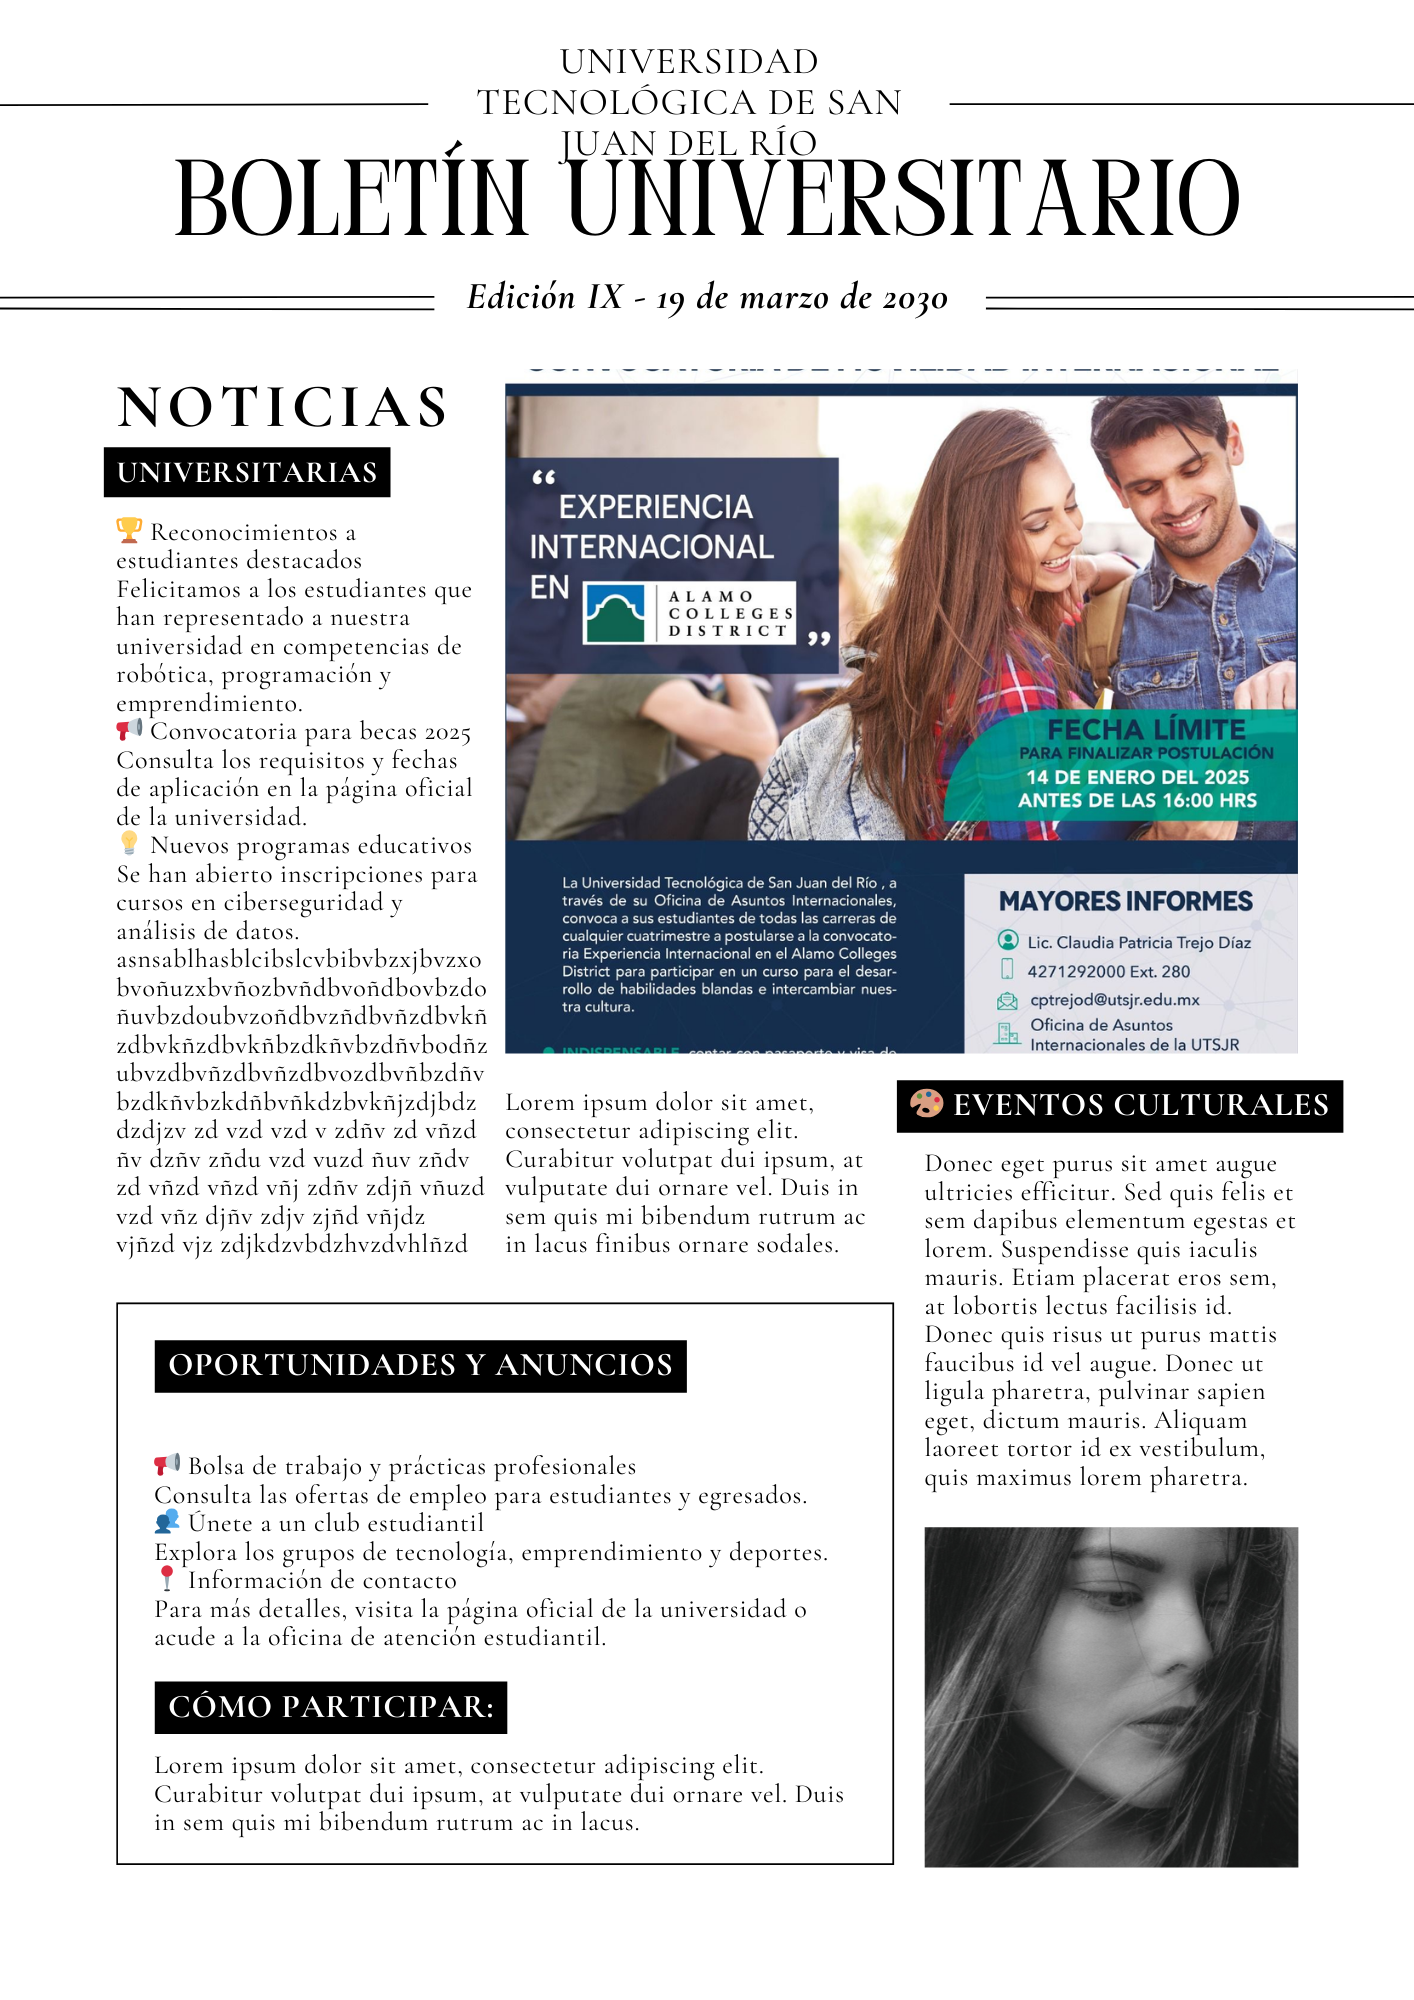 UNIVERSIDAD
TECNOLÓGICA DE SAN
JUAN DEL RÍO
BOLETÍN UNIVERSITARIO
Edición IX - 19 de marzo de 2030
NOTICIAS
UNIVERSITARIAS
🏆 Reconocimientos a
estudiantes destacados
Felicitamos a los estudiantes que
han representado a nuestra
universidad en competencias de
robótica, programación y
emprendimiento.
📢 Convocatoria para becas 2025
Consulta los requisitos y fechas
de aplicación en la página oficial
de la universidad.
💡 Nuevos programas educativos
Se han abierto inscripciones para
cursos en ciberseguridad y
análisis de datos.
asnsablhasblcibslcvbibvbzxjbvzxo
bvoñuzxbvñozbvñdbvoñdbovbzdo
ñuvbzdoubvzoñdbvzñdbvñzdbvkñ
zdbvkñzdbvkñbzdkñvbzdñvbodñz
ubvzdbvñzdbvñzdbvozdbvñbzdñv
bzdkñvbzkdñbvñkdzbvkñjzdjbdz
dzdjzv zd vzd vzd v zdñv zd vñzd
ñv dzñv zñdu vzd vuzd ñuv zñdv
zd vñzd vñzd vñj zdñv zdjñ vñuzd
vzd vñz djñv zdjv zjñd vñjdz
vjñzd vjz zdjkdzvbdzhvzdvhlñzd
CONVOCATORIA DE MOVILIDAD INTERNACIONAL
“ EXPERIENCIA
INTERNACIONAL
EN
ALAMO
COLLEGES
DISTRICT ”
FECHA LÍMITE
PARA FINALIZAR POSTULACIÓN
14 DE ENERO DEL 2025
ANTES DE LAS 16:00 HRS
La Universidad Tecnológica de San Juan del Río , a
través de su Oficina de Asuntos Internacionales,
convoca a sus estudiantes de todas las carreras de
cualquier cuatrimestre a postularse a la convocato-
ria Experiencia Internacional en el Alamo Colleges
District para participar en un curso para el desar-
rollo de habilidades blandas e intercambiar nues-
tra cultura.
INDISPENSABLE contar con pasaporte y visa de
MAYORES INFORMES
Lic. Claudia Patricia Trejo Díaz
4271292000 Ext. 280
cptrejod@utsjr.edu.mx
Oficina de Asuntos
Internacionales de la UTSJR
Lorem ipsum dolor sit amet,
consectetur adipiscing elit.
Curabitur volutpat dui ipsum, at
vulputate dui ornare vel. Duis in
sem quis mi bibendum rutrum ac
in lacus finibus ornare sodales.
🎨 EVENTOS CULTURALES
Donec eget purus sit amet augue
ultricies efficitur. Sed quis felis et
sem dapibus elementum egestas et
lorem. Suspendisse quis iaculis
mauris. Etiam placerat eros sem,
at lobortis lectus facilisis id.
Donec quis risus ut purus mattis
faucibus id vel augue. Donec ut
ligula pharetra, pulvinar sapien
eget, dictum mauris. Aliquam
laoreet tortor id ex vestibulum,
quis maximus lorem pharetra.
OPORTUNIDADES Y ANUNCIOS
📢 Bolsa de trabajo y prácticas profesionales
Consulta las ofertas de empleo para estudiantes y egresados.
👥 Únete a un club estudiantil
Explora los grupos de tecnología, emprendimiento y deportes.
📍 Información de contacto
Para más detalles, visita la página oficial de la universidad o
acude a la oficina de atención estudiantil.
CÓMO PARTICIPAR:
Lorem ipsum dolor sit amet, consectetur adipiscing elit.
Curabitur volutpat dui ipsum, at vulputate dui ornare vel. Duis
in sem quis mi bibendum rutrum ac in lacus.